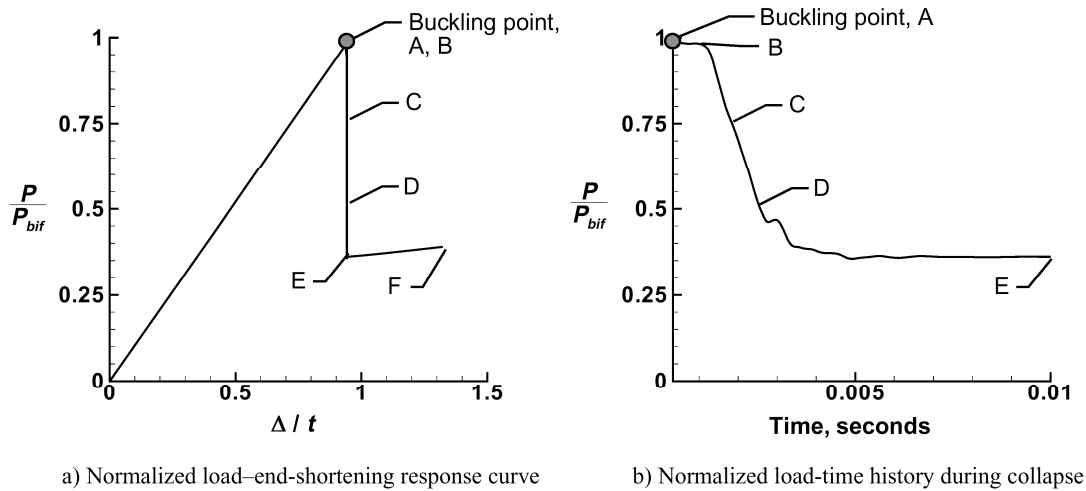 Buckling point,
A, B
1
C
0.75
D
P
P_bif
0.5
E
F
0.25
0
0
0.5
1
1.5
Δ / t
a) Normalized load–end-shortening response curve
Buckling point, A
1
B
C
0.75
D
P
P_bif
0.5
E
0.25
0
0.005
0.01
Time, seconds
b) Normalized load-time history during collapse